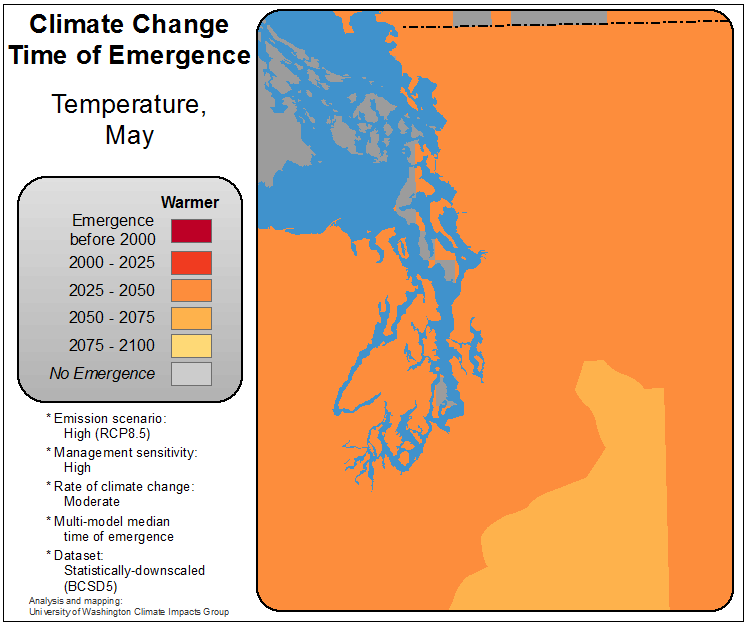 Climate Change
Time of Emergence
Temperature,
May
Warmer
Emergence
before 2000
2000 - 2025
2025 - 2050
2050 - 2075
2075 - 2100
No Emergence
* Emission scenario:
High (RCP8.5)
* Management sensitivity:
High
* Rate of climate change:
Moderate
* Multi-model median
time of emergence
* Dataset:
Statistically-downscaled
(BCSD5)
Analysis and mapping:
University of Washington Climate Impacts Group